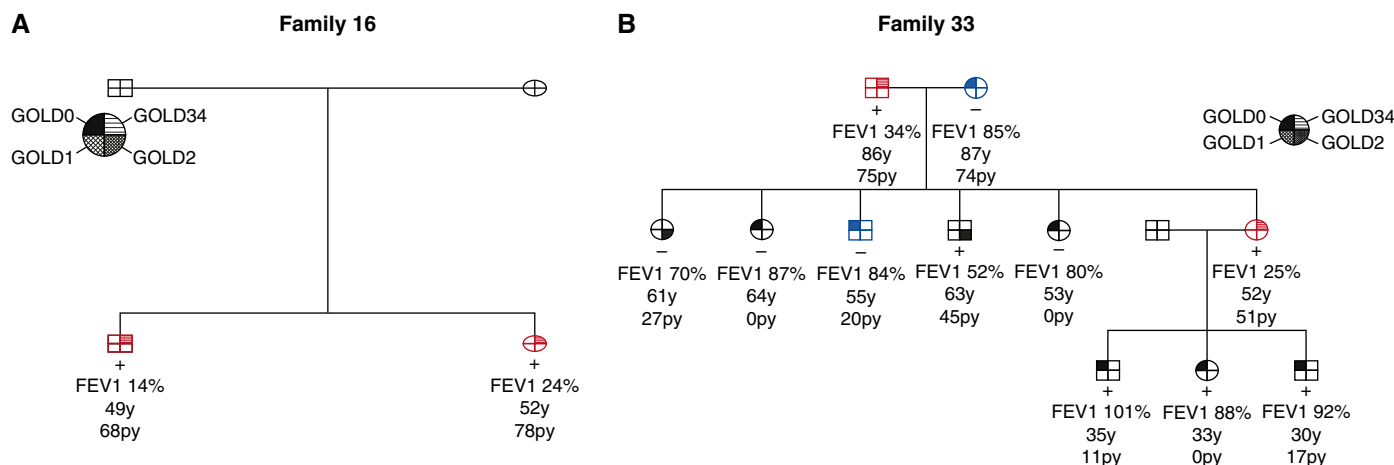 A
Family 16
GOLD0
GOLD34
GOLD1
GOLD2
+
FEV1 14%
49y
68py
+
FEV1 24%
52y
78py
B
Family 33
GOLD0
GOLD34
GOLD1
GOLD2
+
FEV1 34%
86y
75py
–
FEV1 85%
87y
74py
–
FEV1 70%
61y
27py
–
FEV1 87%
64y
0py
–
FEV1 84%
55y
20py
+
FEV1 52%
63y
45py
–
FEV1 80%
53y
0py
+
FEV1 25%
52y
51py
+
FEV1 101%
35y
11py
+
FEV1 88%
33y
0py
+
FEV1 92%
30y
17py